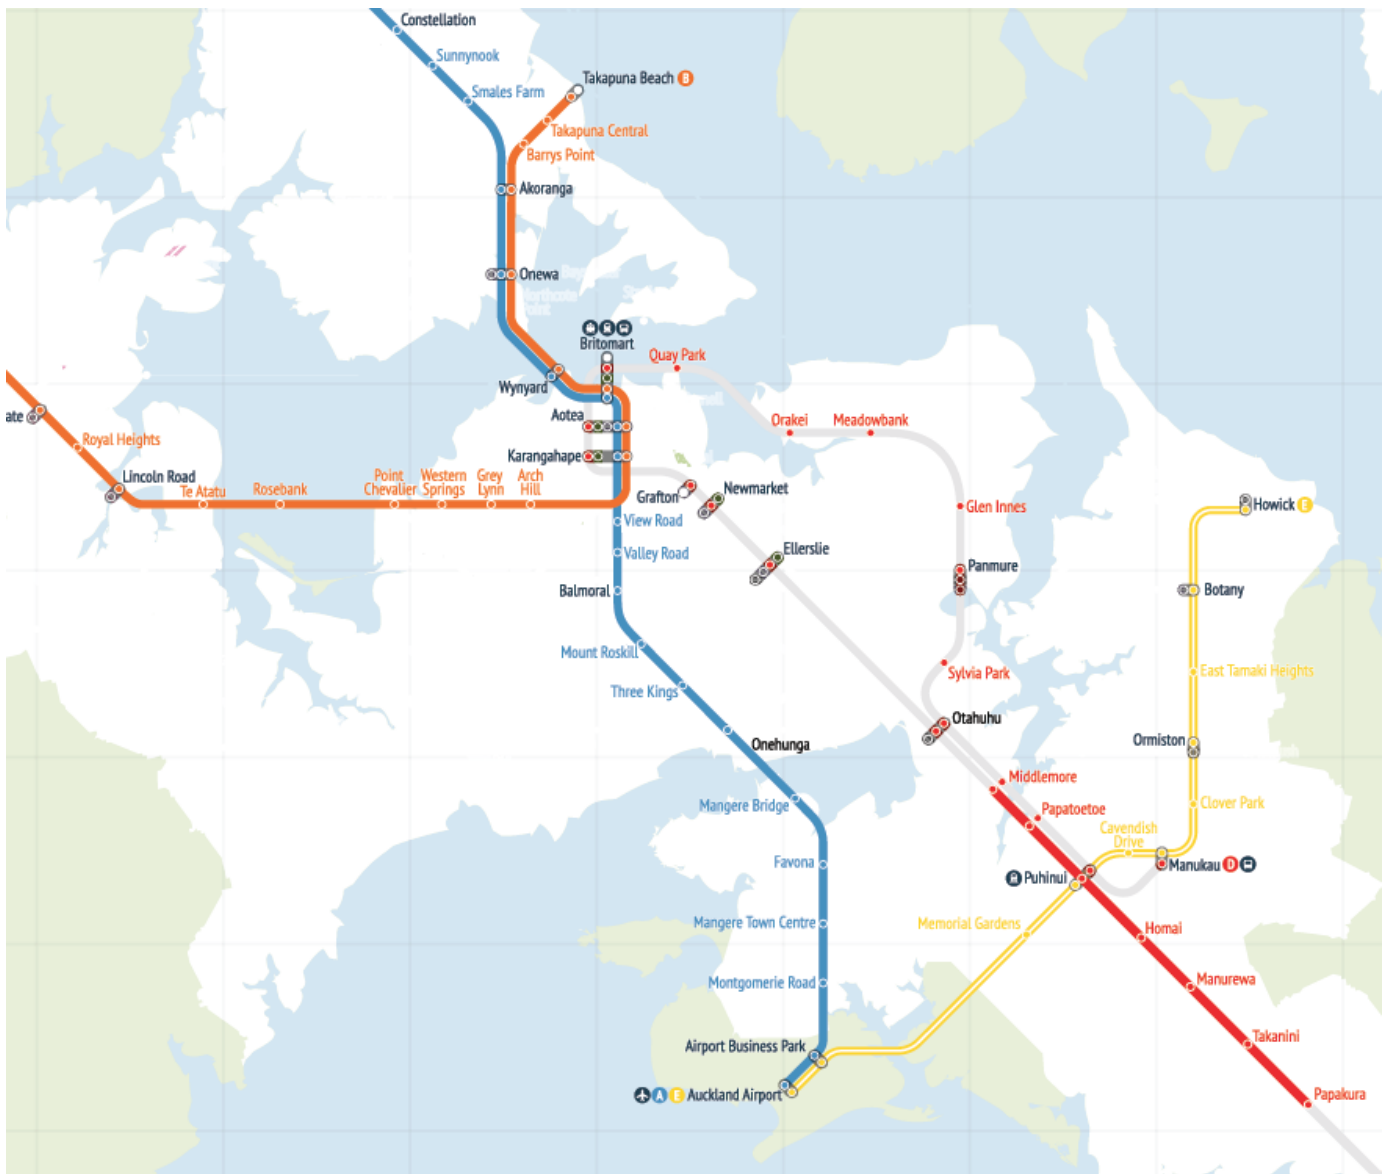 Constellation
Sunnynook
Takapuna Beach B
Smales Farm
Takapuna Central
Barrys Point
Akoranga
Onewa
Northcote
Point
Britomart
Quay Park
Wynyard
Aotea
Orakei
Meadowbank
ate
Royal Heights
Karangahape
Lincoln Road
Te Atatu
Rosebank
Point
Chevalier
Western
Springs
Grey
Lynn
Arch
Hill
Grafton
Newmarket
Glen Innes
Howick E
View Road
Valley Road
Ellerslie
Panmure
Balmoral
Botany
Mount Roskill
Sylvia Park
East Tamaki Heights
Three Kings
Otahuhu
Onehunga
Ormiston
Middlemore
Mangere Bridge
Papatoetoe
Clover Park
Cavendish
Drive
Favona
Puhinui
Manukau D
Mangere Town Centre
Memorial Gardens
Homai
Montgomerie Road
Manurewa
Airport Business Park
Takanini
A E Auckland Airport
Papakura